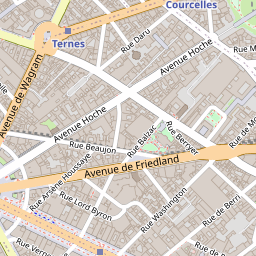 Courcelles
Ternes
Rue Daru
Avenue Hoche
Avenue de Wagram
Avenue Hoche
Rue Balzac
Rue Berryer
Rue Beaujon
Avenue de Friedland
Rue Arsène Houssaye
Rue Washington
Rue Lord Byron
Rue de Berri
Rue